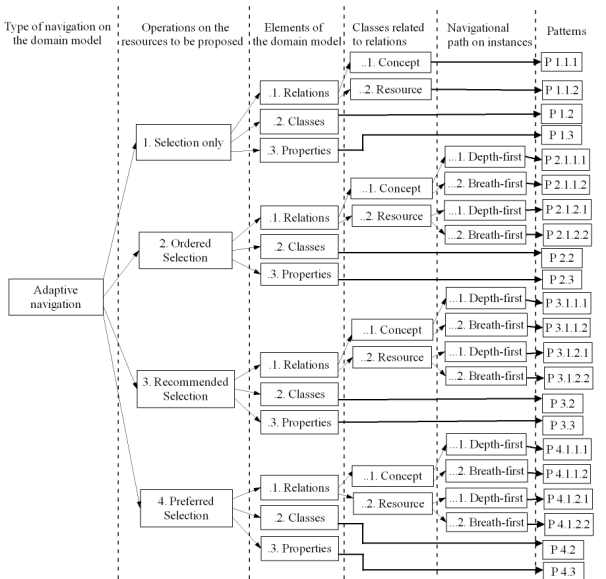 Type of navigation on
the domain model
Operations on the
resources to be proposed
Elements of
the domain model
Classes related
to relations
Navigational
path on instances
Patterns
Adaptive
navigation
1. Selection only
.1. Relations
..1. Concept
P 1.1.1
..2. Resource
P 1.1.2
.2. Classes
P 1.2
.3. Properties
P 1.3
2. Ordered
Selection
.1. Relations
..1. Concept
...1. Depth-first
P 2.1.1.1
...2. Breath-first
P 2.1.1.2
..2. Resource
...1. Depth-first
P 2.1.2.1
...2. Breath-first
P 2.1.2.2
.2. Classes
P 2.2
.3. Properties
P 2.3
3. Recommended
Selection
.1. Relations
..1. Concept
...1. Depth-first
P 3.1.1.1
...2. Breath-first
P 3.1.1.2
..2. Resource
...1. Depth-first
P 3.1.2.1
...2. Breath-first
P 3.1.2.2
.2. Classes
P 3.2
.3. Properties
P 3.3
4. Preferred
Selection
.1. Relations
..1. Concept
...1. Depth-first
P 4.1.1.1
...2. Breath-first
P 4.1.1.2
..2. Resource
...1. Depth-first
P 4.1.2.1
...2. Breath-first
P 4.1.2.2
.2. Classes
P 4.2
.3. Properties
P 4.3